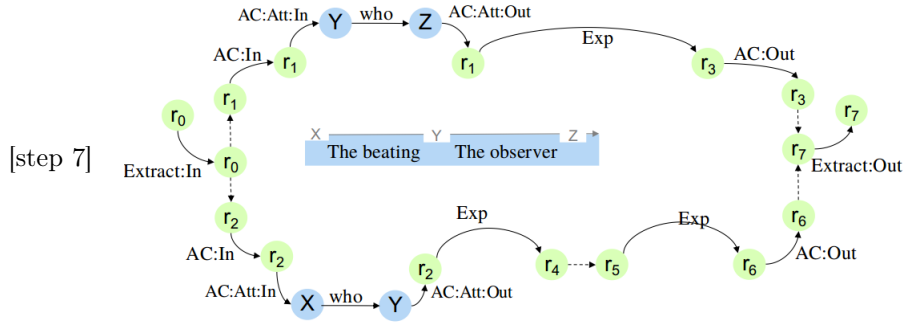 AC:Att:In
Y
who
Z
AC:Att:Out
Exp
AC:In
r1
r1
r3
AC:Out
r1
r3
r0
r7
[step 7]
X
Y
Z
The beating
The observer
r0
r7
Extract:In
Extract:Out
r2
r6
Exp
Exp
AC:In
r2
r2
r4
r5
r6
AC:Out
AC:Att:In
X
who
Y
AC:Att:Out